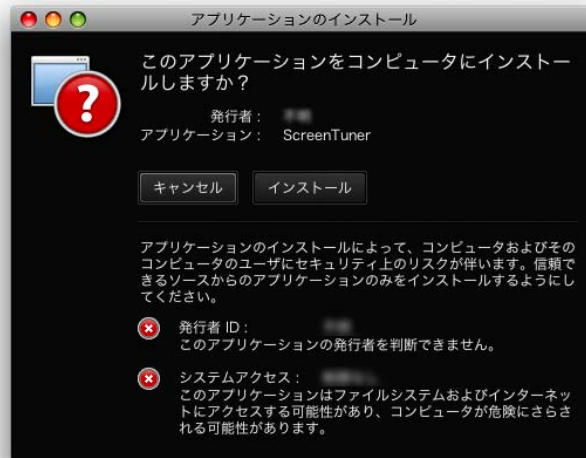 アプリケーションのインストール
このアプリケーションをコンピュータにインストー
ルしますか？
発行者：
アプリケーション： ScreenTuner
キャンセル インストール
アプリケーションのインストールによって、コンピュータおよびその
コンピュータのユーザにセキュリティ上のリスクが伴います。信頼で
きるソースからのアプリケーションのみをインストールするようにし
てください。
発行者 ID：
このアプリケーションの発行者を判断できません。
システムアクセス：
このアプリケーションはファイルシステムおよびインターネッ
トにアクセスする可能性があり、コンピュータが危険にさらさ
れる可能性があります。